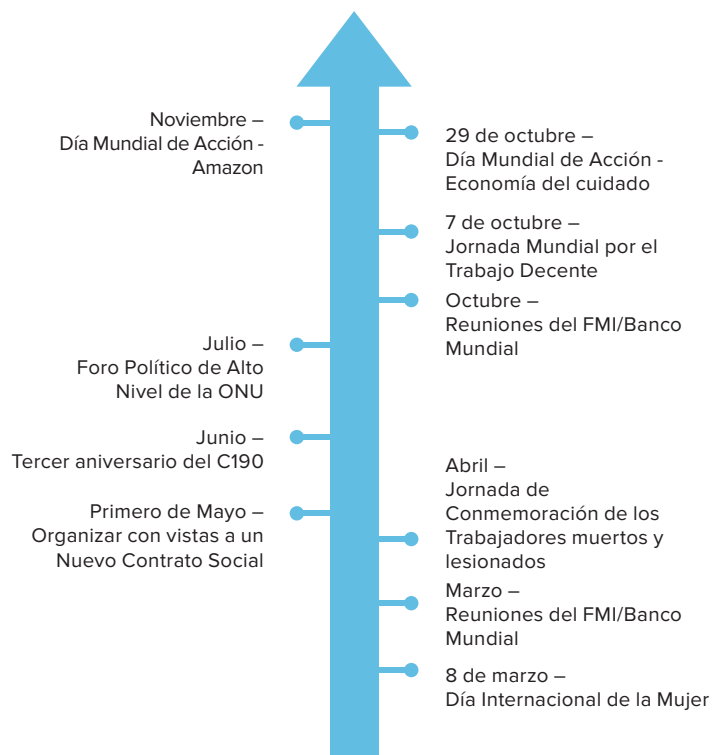 Noviembre –
Día Mundial de Acción -
Amazon
29 de octubre –
Día Mundial de Acción -
Economía del cuidado
7 de octubre –
Jornada Mundial por el
Trabajo Decente
Octubre –
Reuniones del FMI/Banco
Mundial
Julio –
Foro Político de Alto
Nivel de la ONU
Junio –
Tercer aniversario del C190
Primero de Mayo –
Organizar con vistas a un
Nuevo Contrato Social
Abril –
Jornada de
Conmemoración de los
Trabajadores muertos y
lesionados
Marzo –
Reuniones del FMI/Banco
Mundial
8 de marzo –
Día Internacional de la Mujer